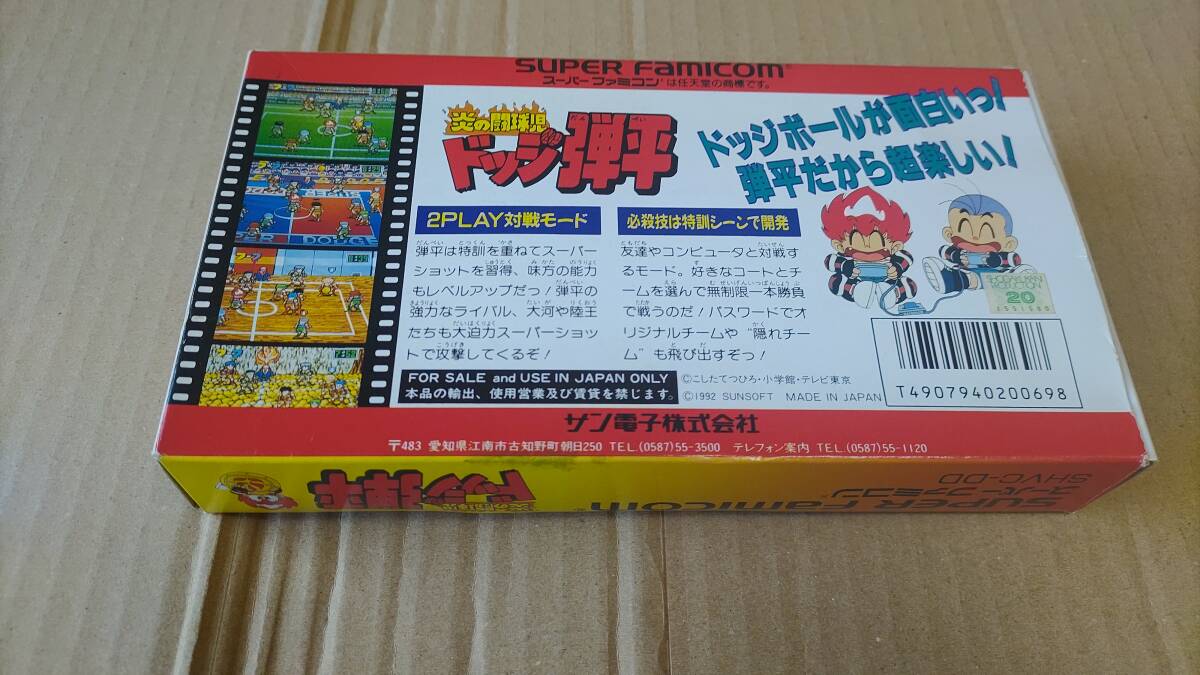 SUPER FAMICOM
スーパーファミコンは任天堂の商標です。
炎の闘球児
ドッジ弾平
だん
ぺい
ドッジボールが面白いっ!
弾平だから超楽しい!
2PLAY対戦モード
弾平は特訓を重ねてスーパー
ショットを習得、味方の能力
もレベルアップだっ!弾平の
強力なライバル、大河や陸王
たちも大迫力スーパーショッ
トで攻撃してくるぞ!
必殺技は特訓シーンで開発
友達やコンピュータと対戦す
るモード。好きなコートとチ
ームを選んで無制限一本勝負
で戦うのだ!パスワードでオ
リジナルチームや“隠れチー
ム”も飛び出すぞっ!
20
FOR SALE and USE IN JAPAN ONLY
本品の輸出、使用営業及び賃貸を禁じます。
©こしたてつひろ・小学館・テレビ東京
©1992 SUNSOFT MADE IN JAPAN
T4907940200698
サン電子株式会社
〒483 愛知県江南市古知野町朝日250 TEL.(0587)55-3500 テレフォン案内 TEL.(0587)55-1120
SHVC-DD
スーパーファミコン
SUPER FAMICOM
炎の闘球児
ドッジ弾平